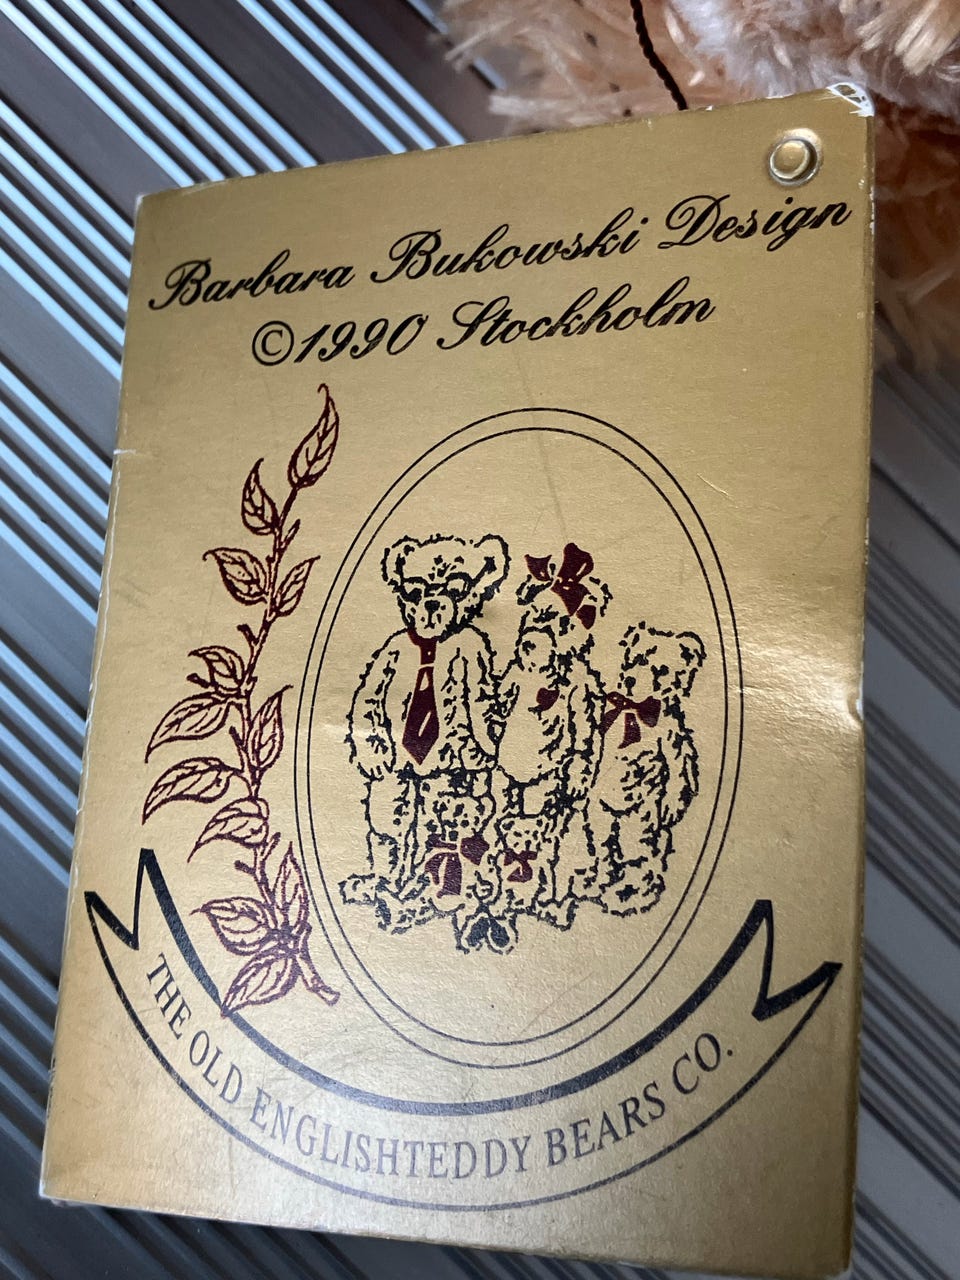 Barbara Bukowski Design
©1990 Stockholm
THE OLD ENGLISHTEDDY BEARS CO.